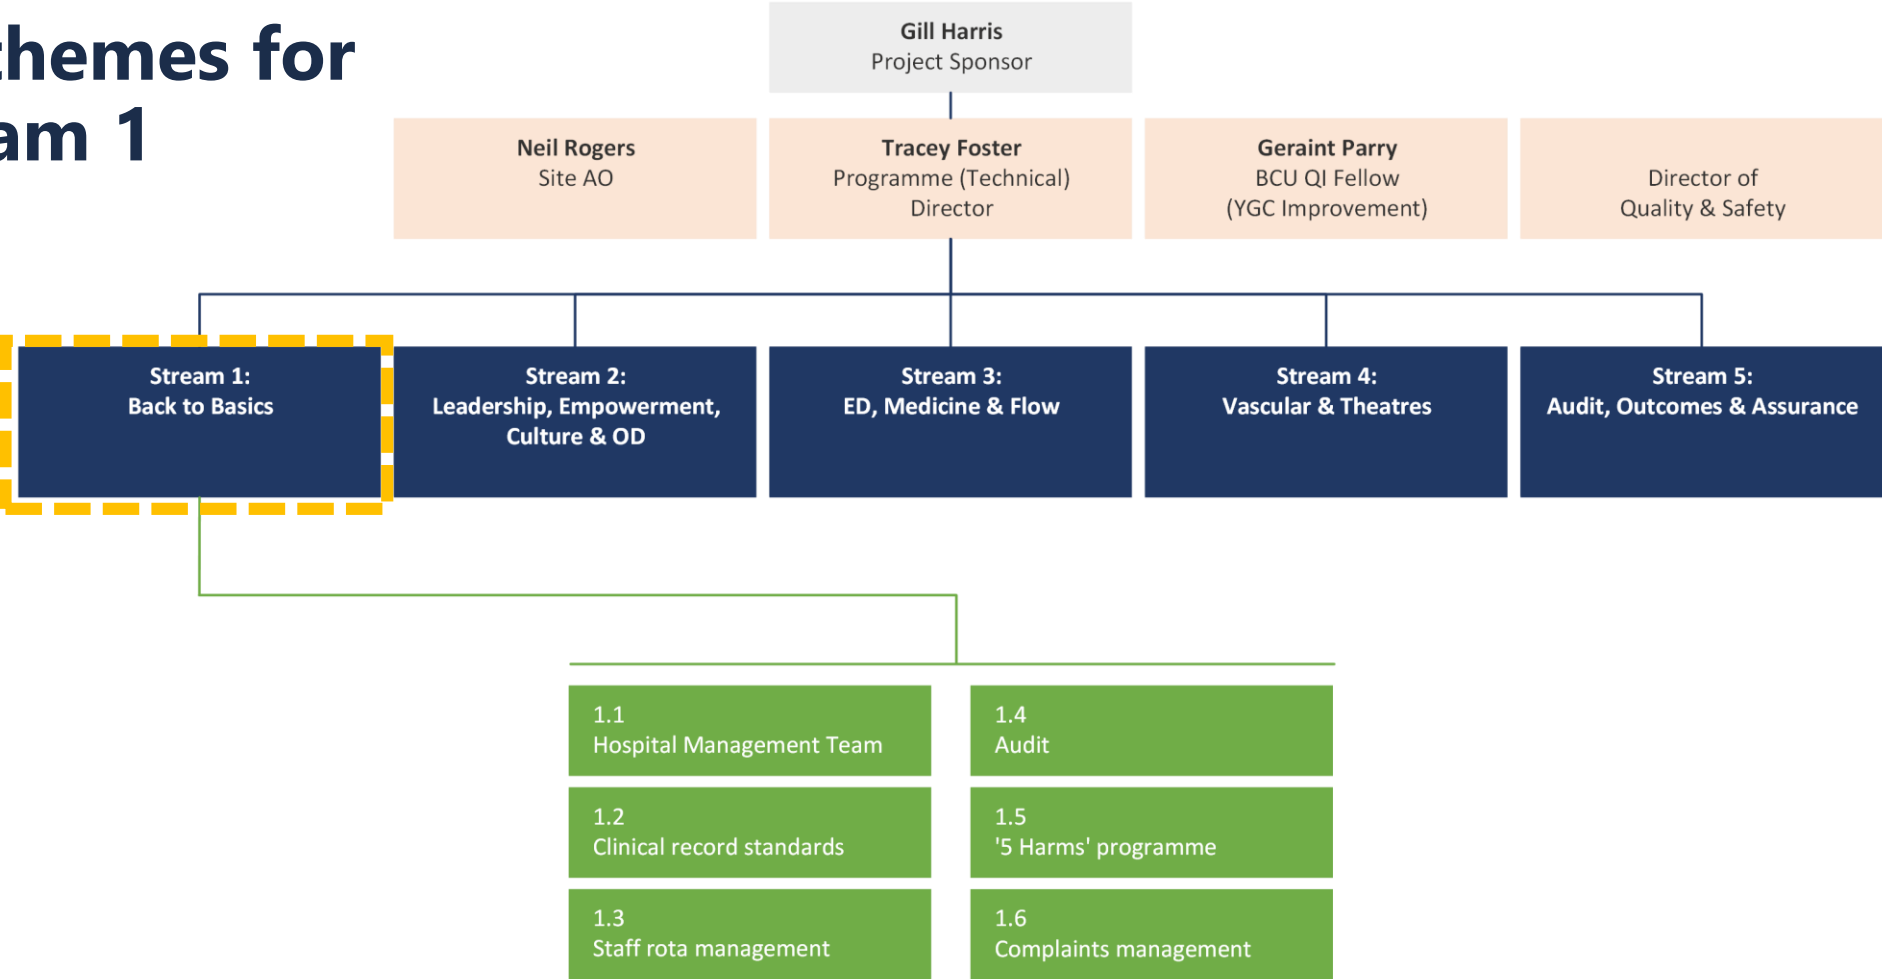 themes for
am 1
Gill Harris
Project Sponsor
Neil Rogers
Site AO
Tracey Foster
Programme (Technical)
Director
Geraint Parry
BCU QI Fellow
(YGC Improvement)
Director of
Quality & Safety
Stream 1:
Back to Basics
Stream 2:
Leadership, Empowerment,
Culture & OD
Stream 3:
ED, Medicine & Flow
Stream 4:
Vascular & Theatres
Stream 5:
Audit, Outcomes & Assurance
1.1
Hospital Management Team
1.2
Clinical record standards
1.3
Staff rota management
1.4
Audit
1.5
'5 Harms' programme
1.6
Complaints management